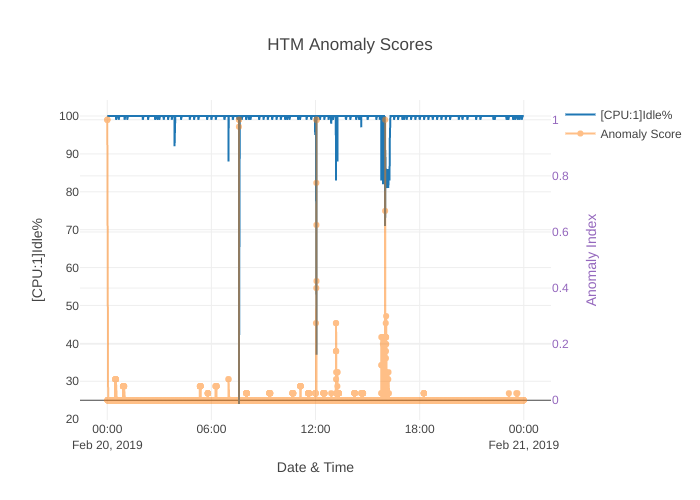 HTM Anomaly Scores
[CPU:1]Idle%
Anomaly Score
100
90
80
70
60
50
40
30
20
[CPU:1]Idle%
1
0.8
0.6
0.4
0.2
0
Anomaly Index
00:00
Feb 20, 2019
06:00
12:00
18:00
00:00
Feb 21, 2019
Date & Time